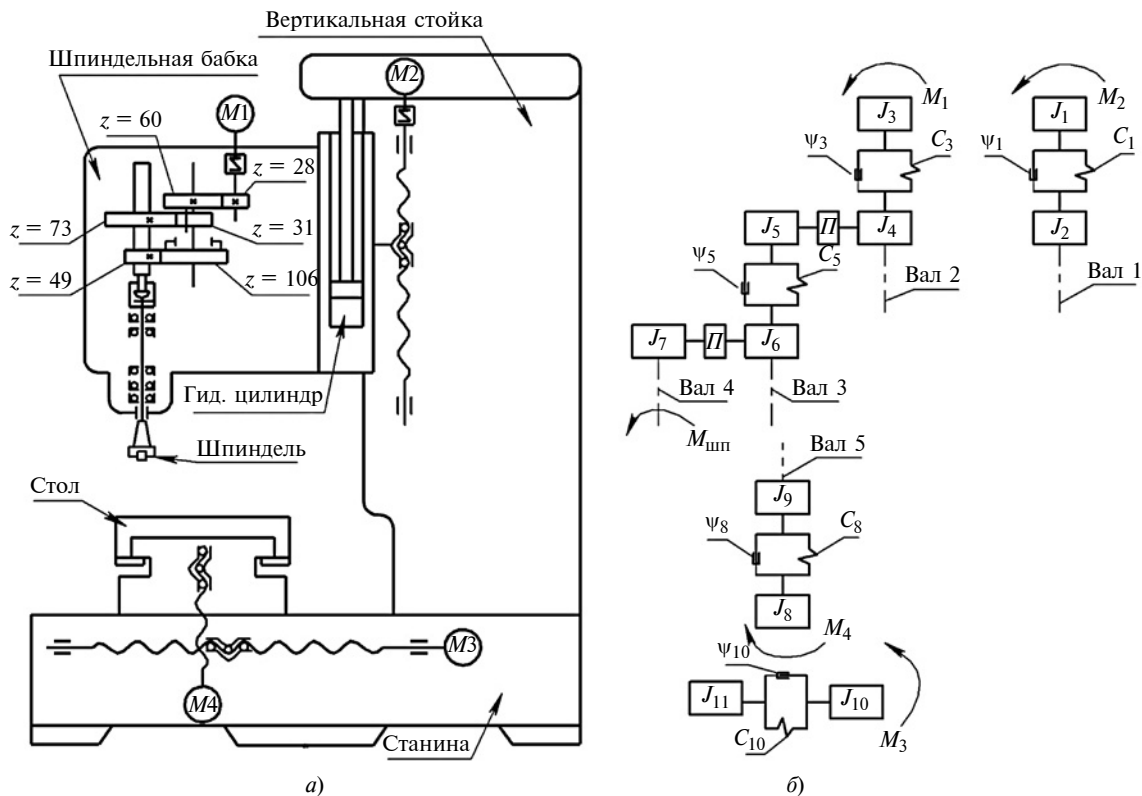 Вертикальная стойка
Шпиндельная бабка
M2
M1
z = 60
z = 28
z = 73
z = 31
z = 49
z = 106
Гид. цилиндр
Шпиндель
Стол
M3
M4
Станина
а)
M₁
M₂
J₃
J₁
ψ₃
C₃
ψ₁
C₁
J₅
П
J₄
J₂
ψ₅
C₅
Вал 2
Вал 1
J₇
П
J₆
Вал 4
Вал 3
Mшп
Вал 5
J₉
ψ₈
C₈
J₈
M₄
ψ₁₀
J₁₁
J₁₀
C₁₀
M₃
б)